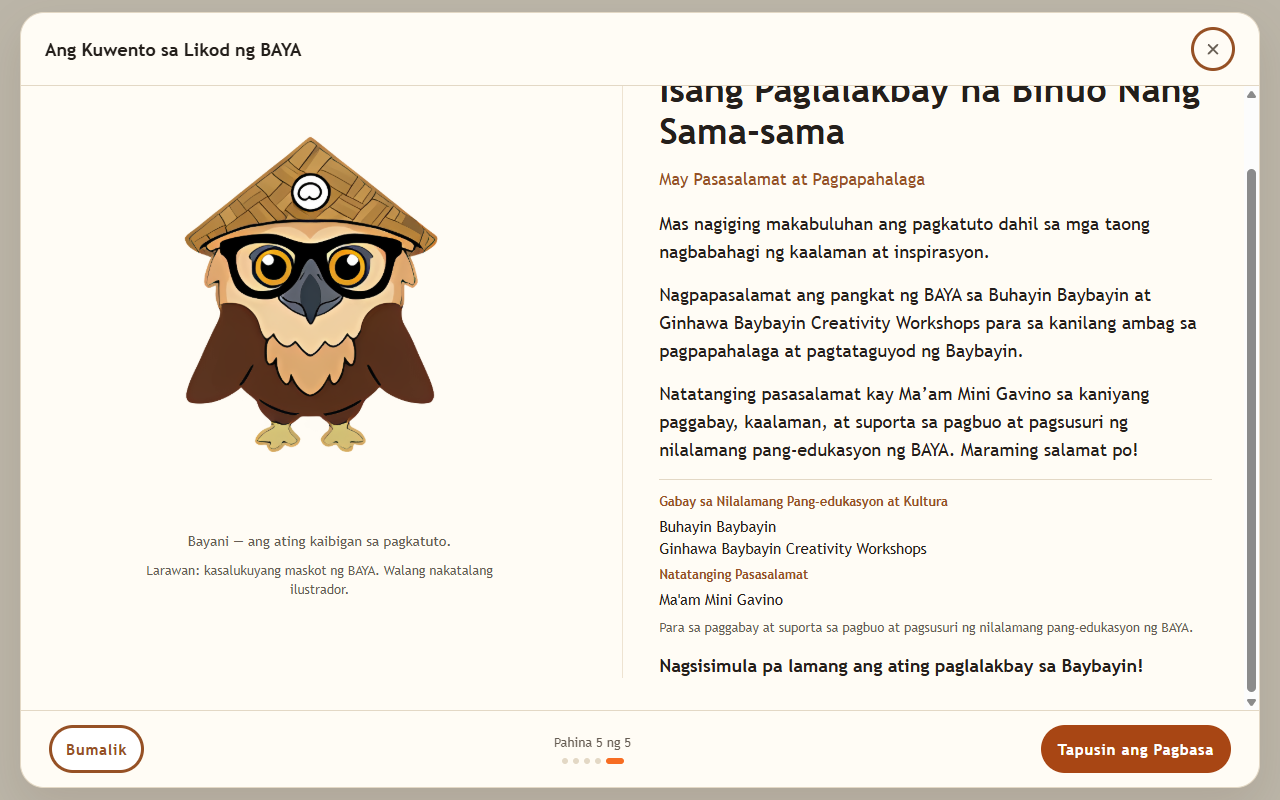 Ang Kuwento sa Likod ng BAYA
Isang Paglalakbay na Binuo Nang
Sama-sama
May Pasasalamat at Pagpapahalaga
Mas nagiging makabuluhan ang pagkatuto dahil sa mga taong
nagbabahagi ng kaalaman at inspirasyon.
Nagpapasalamat ang pangkat ng BAYA sa Buhayin Baybayin at
Ginhawa Baybayin Creativity Workshops para sa kanilang ambag sa
pagpapahalaga at pagtataguyod ng Baybayin.
Natatanging pasasalamat kay Ma’am Mini Gavino sa kaniyang
paggabay, kaalaman, at suporta sa pagbuo at pagsusuri ng
nilalamang pang-edukasyon ng BAYA. Maraming salamat po!
Gabay sa Nilalamang Pang-edukasyon at Kultura
Buhayin Baybayin
Ginhawa Baybayin Creativity Workshops
Natatanging Pasasalamat
Ma'am Mini Gavino
Para sa paggabay at suporta sa pagbuo at pagsusuri ng nilalamang pang-edukasyon ng BAYA.
Nagsisimula pa lamang ang ating paglalakbay sa Baybayin!
Bayani — ang ating kaibigan sa pagkatuto.
Larawan: kasalukuyang maskot ng BAYA. Walang nakatalang
ilustrador.
Bumalik
Pahina 5 ng 5
Tapusin ang Pagbasa